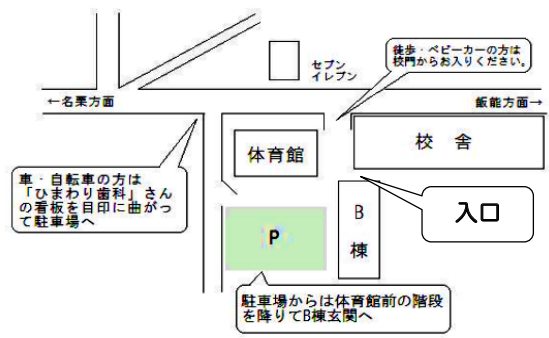 セブン
イレブン
徒歩・ベビーカーの方は
校門からお入りください。
←名栗方面
飯能方面→
体育館
校 舎
車・自転車の方は
「ひまわり歯科」さん
の看板を目印に曲がっ
て駐車場へ
B
棟
入口
P
駐車場からは体育館前の階段
を降りてB棟玄関へ